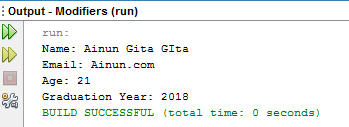 Output - Modifiers (run)
run:
Name: Ainun Gita GIta
Email: Ainun.com
Age: 21
Graduation Year: 2018
BUILD SUCCESSFUL (total time: 0 seconds)